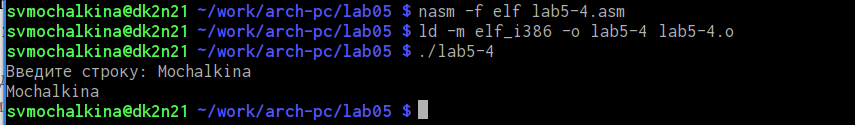 svmochalkina@dk2n21 ~/work/arch-pc/lab05 $ nasm -f elf lab5-4.asm
svmochalkina@dk2n21 ~/work/arch-pc/lab05 $ ld -m elf_i386 -o lab5-4 lab5-4.o
svmochalkina@dk2n21 ~/work/arch-pc/lab05 $ ./lab5-4
Введите строку: Mochalkina
Mochalkina
svmochalkina@dk2n21 ~/work/arch-pc/lab05 $